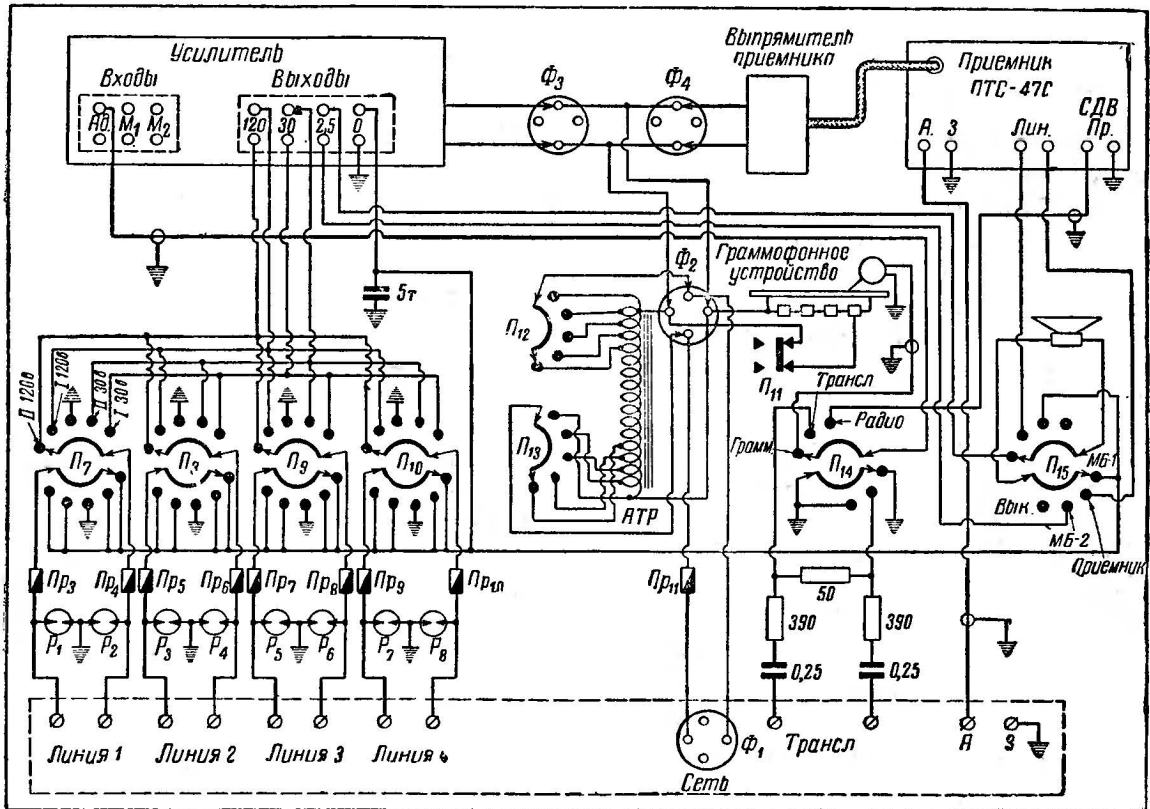 Усилитель
Входы
Ад. М1 М2
Выходы
120 30 2,5 0
Ф3
Ф4
Выпрямитель
приемника
Приемник
ПТС-47С
СДВ
А. З Лин. Пр.
5т
Граммофонное
устройство
Ф2
П12
П11
П13
АТР
II 120в
I 120в
II 30в
I 30в
П7
П8
П9
П10
Трансл
Радио
Грамм.
П14
П15
МБ-1
Вык.
МБ-2
Приемник
Пр3 Пр4 Пр5 Пр6 Пр7 Пр8 Пр9 Пр10
Пр11
50
390
390
0,25
0,25
Р1 Р2 Р3 Р4 Р5 Р6 Р7 Р8
Линия 1 Линия 2 Линия 3 Линия 4
Ф1
Сеть
Трансл
А
З